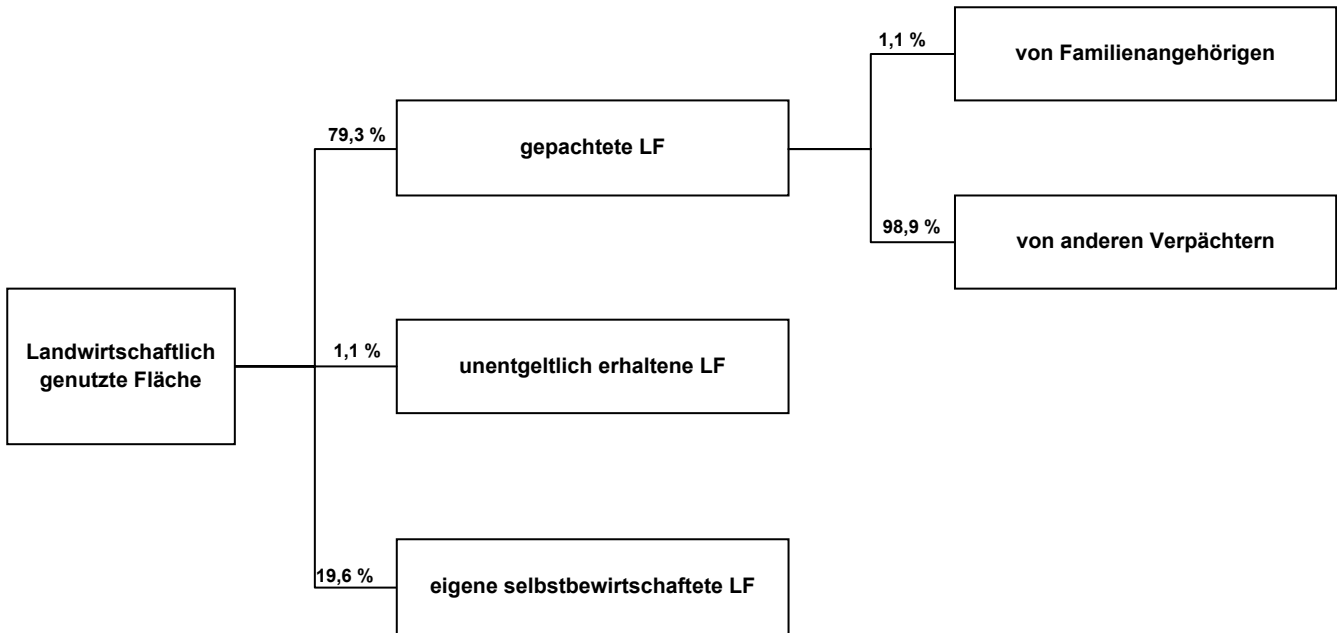 1,1 %
von Familienangehörigen
79,3 %
gepachtete LF
98,9 %
von anderen Verpächtern
Landwirtschaftlich
genutzte Fläche
1,1 %
unentgeltlich erhaltene LF
19,6 %
eigene selbstbewirtschaftete LF